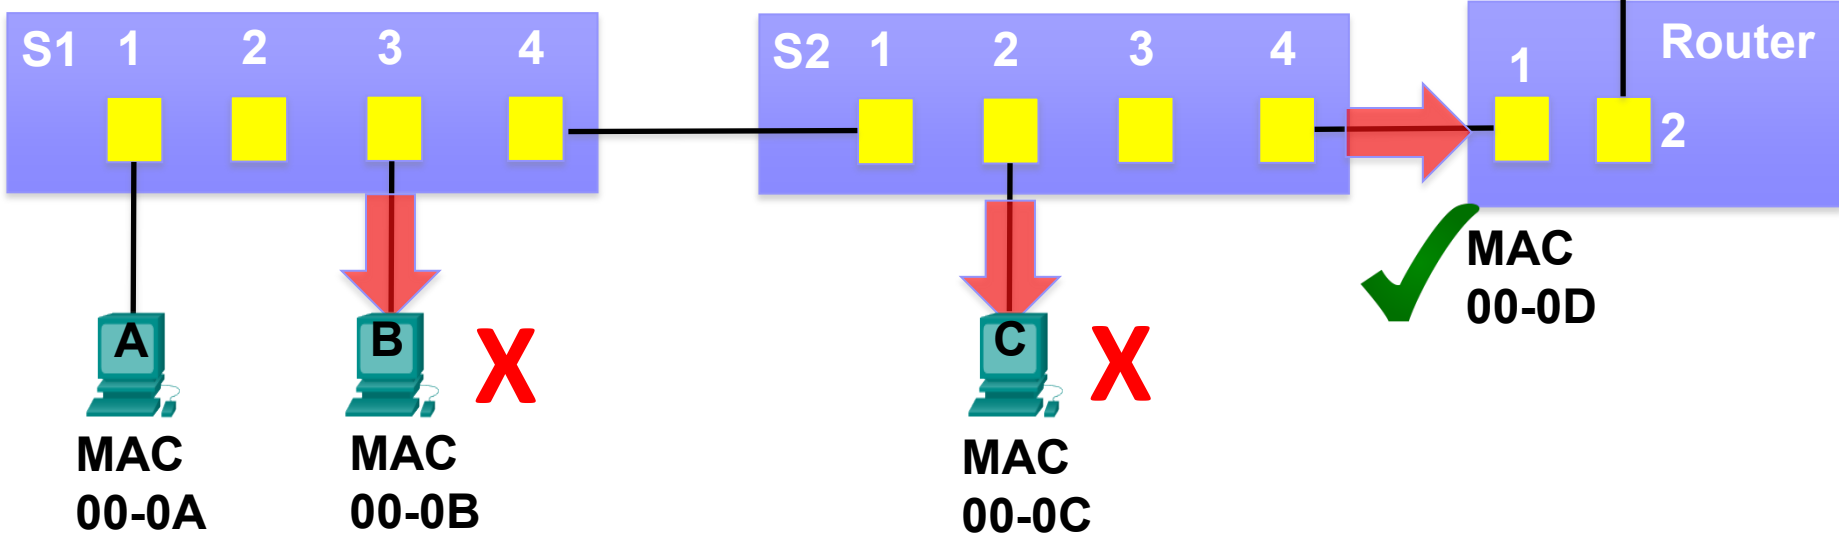 S1 1 2 3 4
S2 1 2 3 4
Router
1
2
A
B
X
C
X
MAC
00-0A
MAC
00-0B
MAC
00-0C
MAC
00-0D